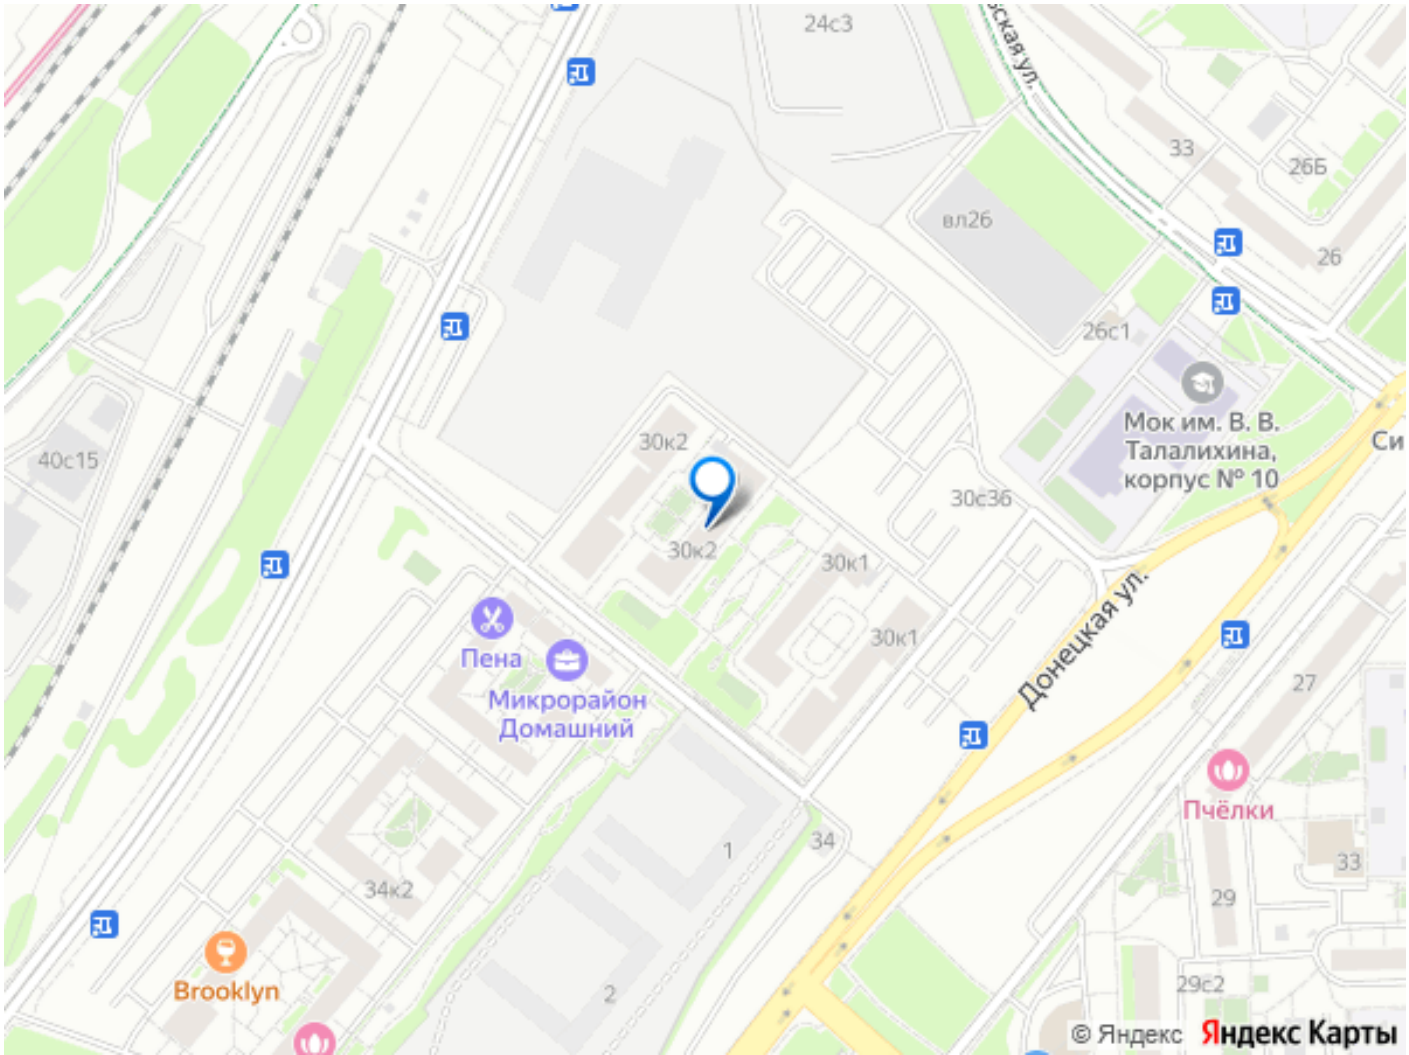 24с3
вская ул.
33
26Б
вл26
26
26с1
Мок им. В. В.
Талалихина,
корпус № 10
Си
30к2
40с15
30с36
30к2
30к1
Донецкая ул.
30к1
Пена
Микрорайон
Домашний
27
Пчёлки
34
1
33
34к2
29
Brooklyn
2
29с2
© Яндекс Яндекс Карты